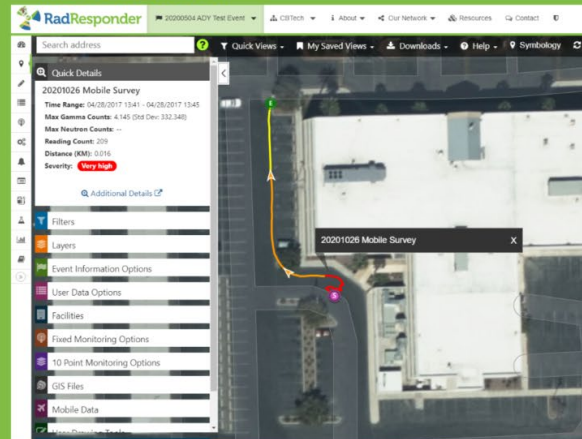 RadResponder
20200504 ADY Test Event
CBTech
About
Our Network
Resources
Contact
Search address
?
Quick Views
My Saved Views
Downloads
Help
Symbology
Quick Details
20201026 Mobile Survey
Time Range: 04/28/2017 13:41 - 04/28/2017 13:45
Max Gamma Counts: 4,145 (Std Dev: 332.348)
Max Neutron Counts: --
Reading Count: 209
Distance (KM): 0.016
Severity: Very high
Additional Details
Filters
Layers
Event Information Options
User Data Options
Facilities
Fixed Monitoring Options
10 Point Monitoring Options
GIS Files
Mobile Data
E
20201026 Mobile Survey X
S